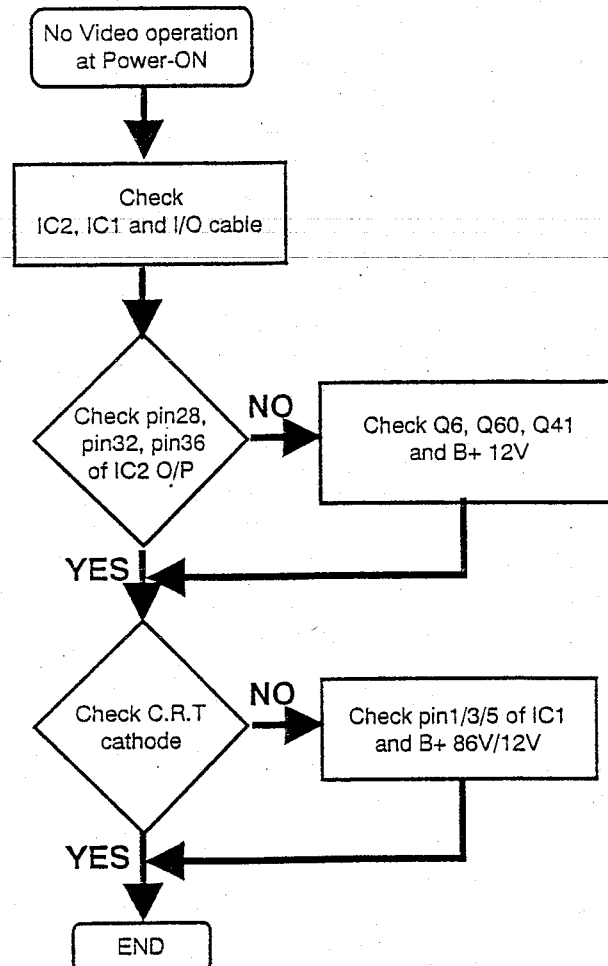 No Video operation
at Power-ON
Check
IC2, IC1 and I/O cable
Check pin28,
pin32, pin36
of IC2 O/P
NO
Check Q6, Q60, Q41
and B+ 12V
YES
Check C.R.T
cathode
NO
Check pin1/3/5 of IC1
and B+ 86V/12V
YES
END